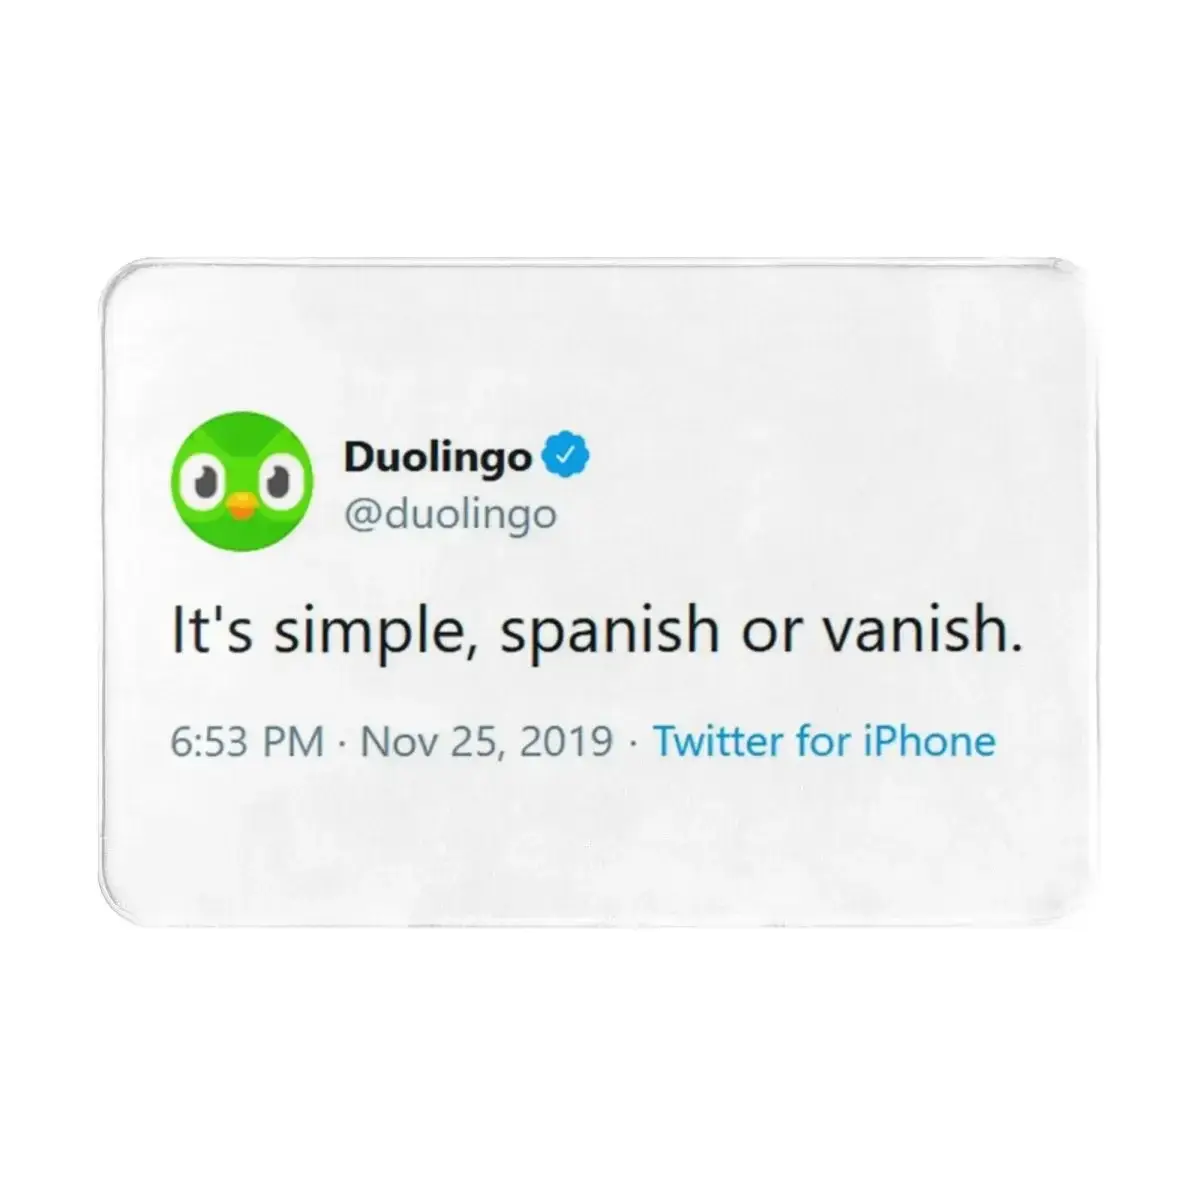 Duolingo
@duolingo
It's simple, spanish or vanish.
6:53 PM · Nov 25, 2019 · Twitter for iPhone